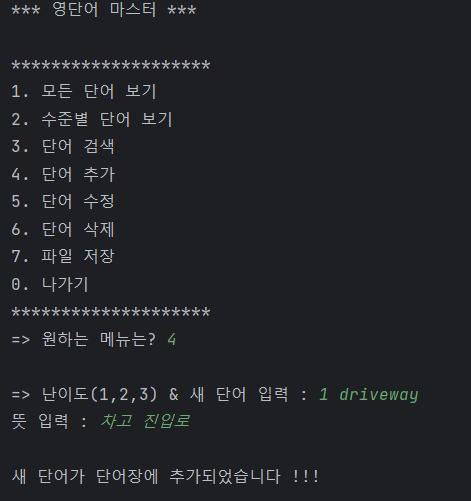 *** 영단어 마스터 ***
********************
1. 모든 단어 보기
2. 수준별 단어 보기
3. 단어 검색
4. 단어 추가
5. 단어 수정
6. 단어 삭제
7. 파일 저장
0. 나가기
********************
=> 원하는 메뉴는? 4
=> 난이도(1,2,3) & 새 단어 입력 : 1 driveway
뜻 입력 : 차고 진입로
새 단어가 단어장에 추가되었습니다 !!!